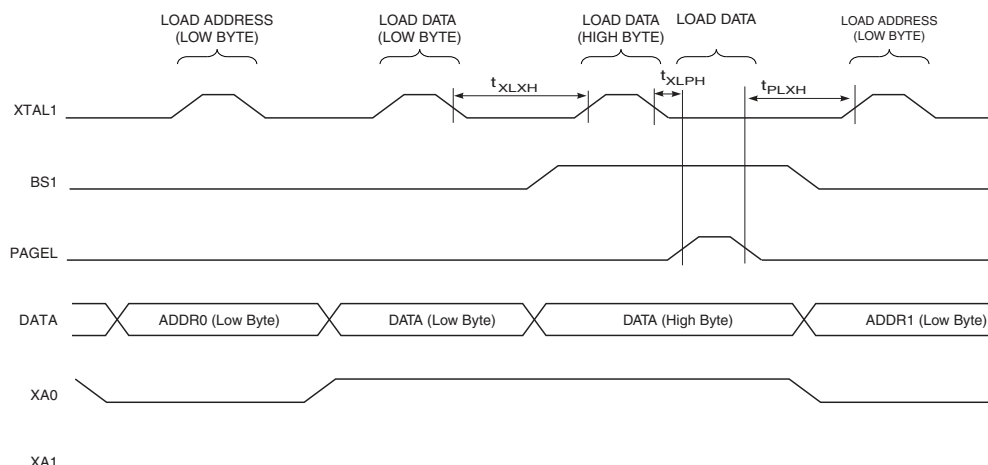 LOAD ADDRESS
(LOW BYTE)
LOAD DATA
(LOW BYTE)
LOAD DATA
(HIGH BYTE)
LOAD DATA
LOAD ADDRESS
(LOW BYTE)
tXLXH
tXLPH
tPLXH
XTAL1
BS1
PAGEL
DATA
ADDR0 (Low Byte)
DATA (Low Byte)
DATA (High Byte)
ADDR1 (Low Byte)
XA0
XA1